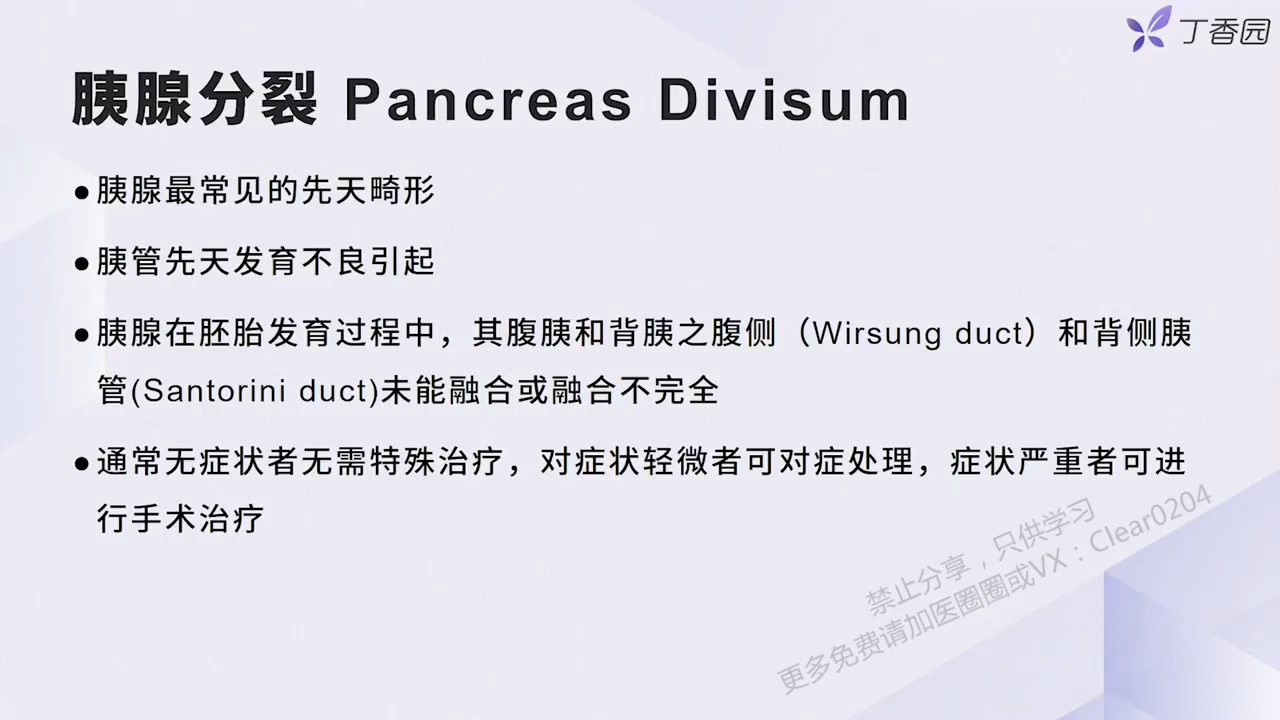 丁香园
胰腺分裂 Pancreas Divisum
●胰腺最常见的先天畸形
●胰管先天发育不良引起
●胰腺在胚胎发育过程中，其腹胰和背胰之腹侧（Wirsung duct）和背侧胰
管(Santorini duct)未能融合或融合不完全
●通常无症状者无需特殊治疗，对症状轻微者可对症处理，症状严重者可进
行手术治疗
禁止分享，只供学习
更多免费请加医圈圈或VX：Clear0204